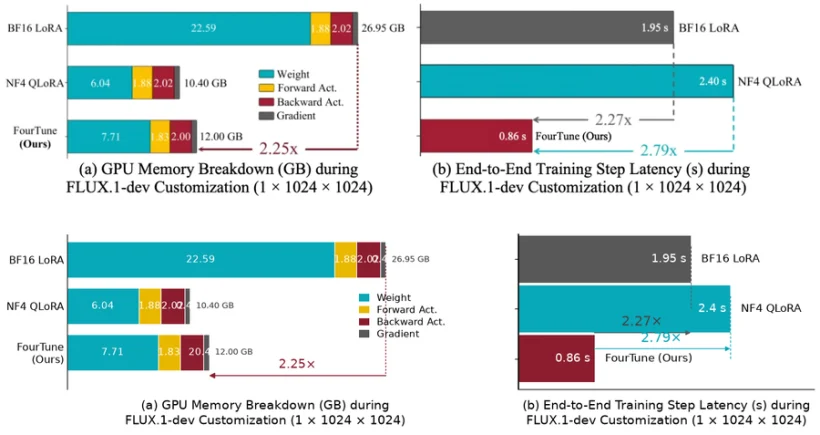 BF16 LoRA 22.59 1.88 2.02 26.95 GB
NF4 QLoRA 6.04 1.88 2.02 10.40 GB
FourTune
(Ours) 7.71 1.83 2.00 12.00 GB
Weight
Forward Act.
Backward Act.
Gradient
2.25x
(a) GPU Memory Breakdown (GB) during
FLUX.1-dev Customization (1 × 1024 × 1024)
1.95 s BF16 LoRA
2.40 s NF4 QLoRA
0.86 s FourTune (Ours)
2.27x
2.79x
(b) End-to-End Training Step Latency (s) during
FLUX.1-dev Customization (1 × 1024 × 1024)
BF16 LoRA 22.59 1.88 2.02 26.95 GB
NF4 QLoRA 6.04 1.88 2.02 10.40 GB
FourTune
(Ours) 7.71 1.83 12.00 GB
Weight
Forward Act.
Backward Act.
Gradient
2.25×
(a) GPU Memory Breakdown (GB) during
FLUX.1-dev Customization (1 × 1024 × 1024)
1.95 s BF16 LoRA
2.4 s NF4 QLoRA
2.27×
2.79×
0.86 s FourTune (Ours)
(b) End-to-End Training Step Latency (s) during
FLUX.1-dev Customization (1 × 1024 × 1024)